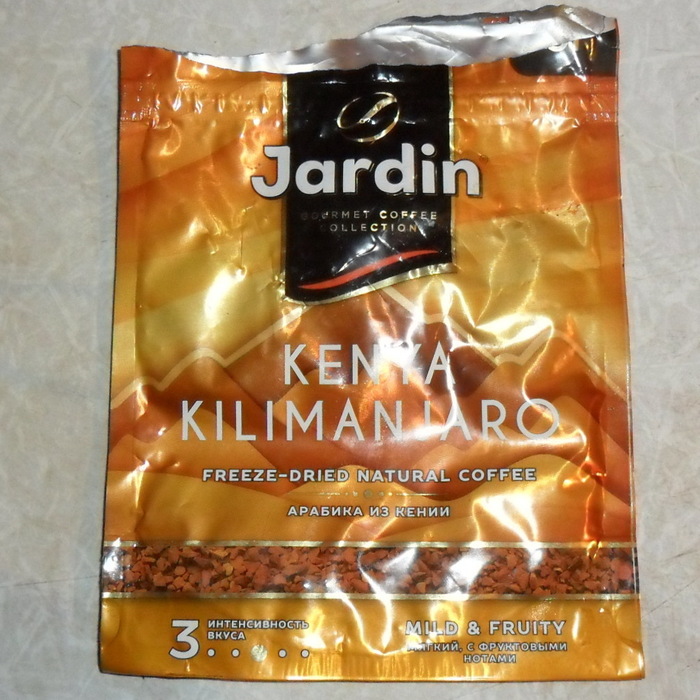 Jardin
GOURMET COFFEE
COLLECTION
KENYA
KILIMANJARO
FREEZE-DRIED NATURAL COFFEE
АРАБИКА ИЗ КЕНИИ
3 ИНТЕНСИВНОСТЬ
ВКУСА
MILD & FRUITY
МЯГКИЙ, С ФРУКТОВЫМИ
НОТАМИ